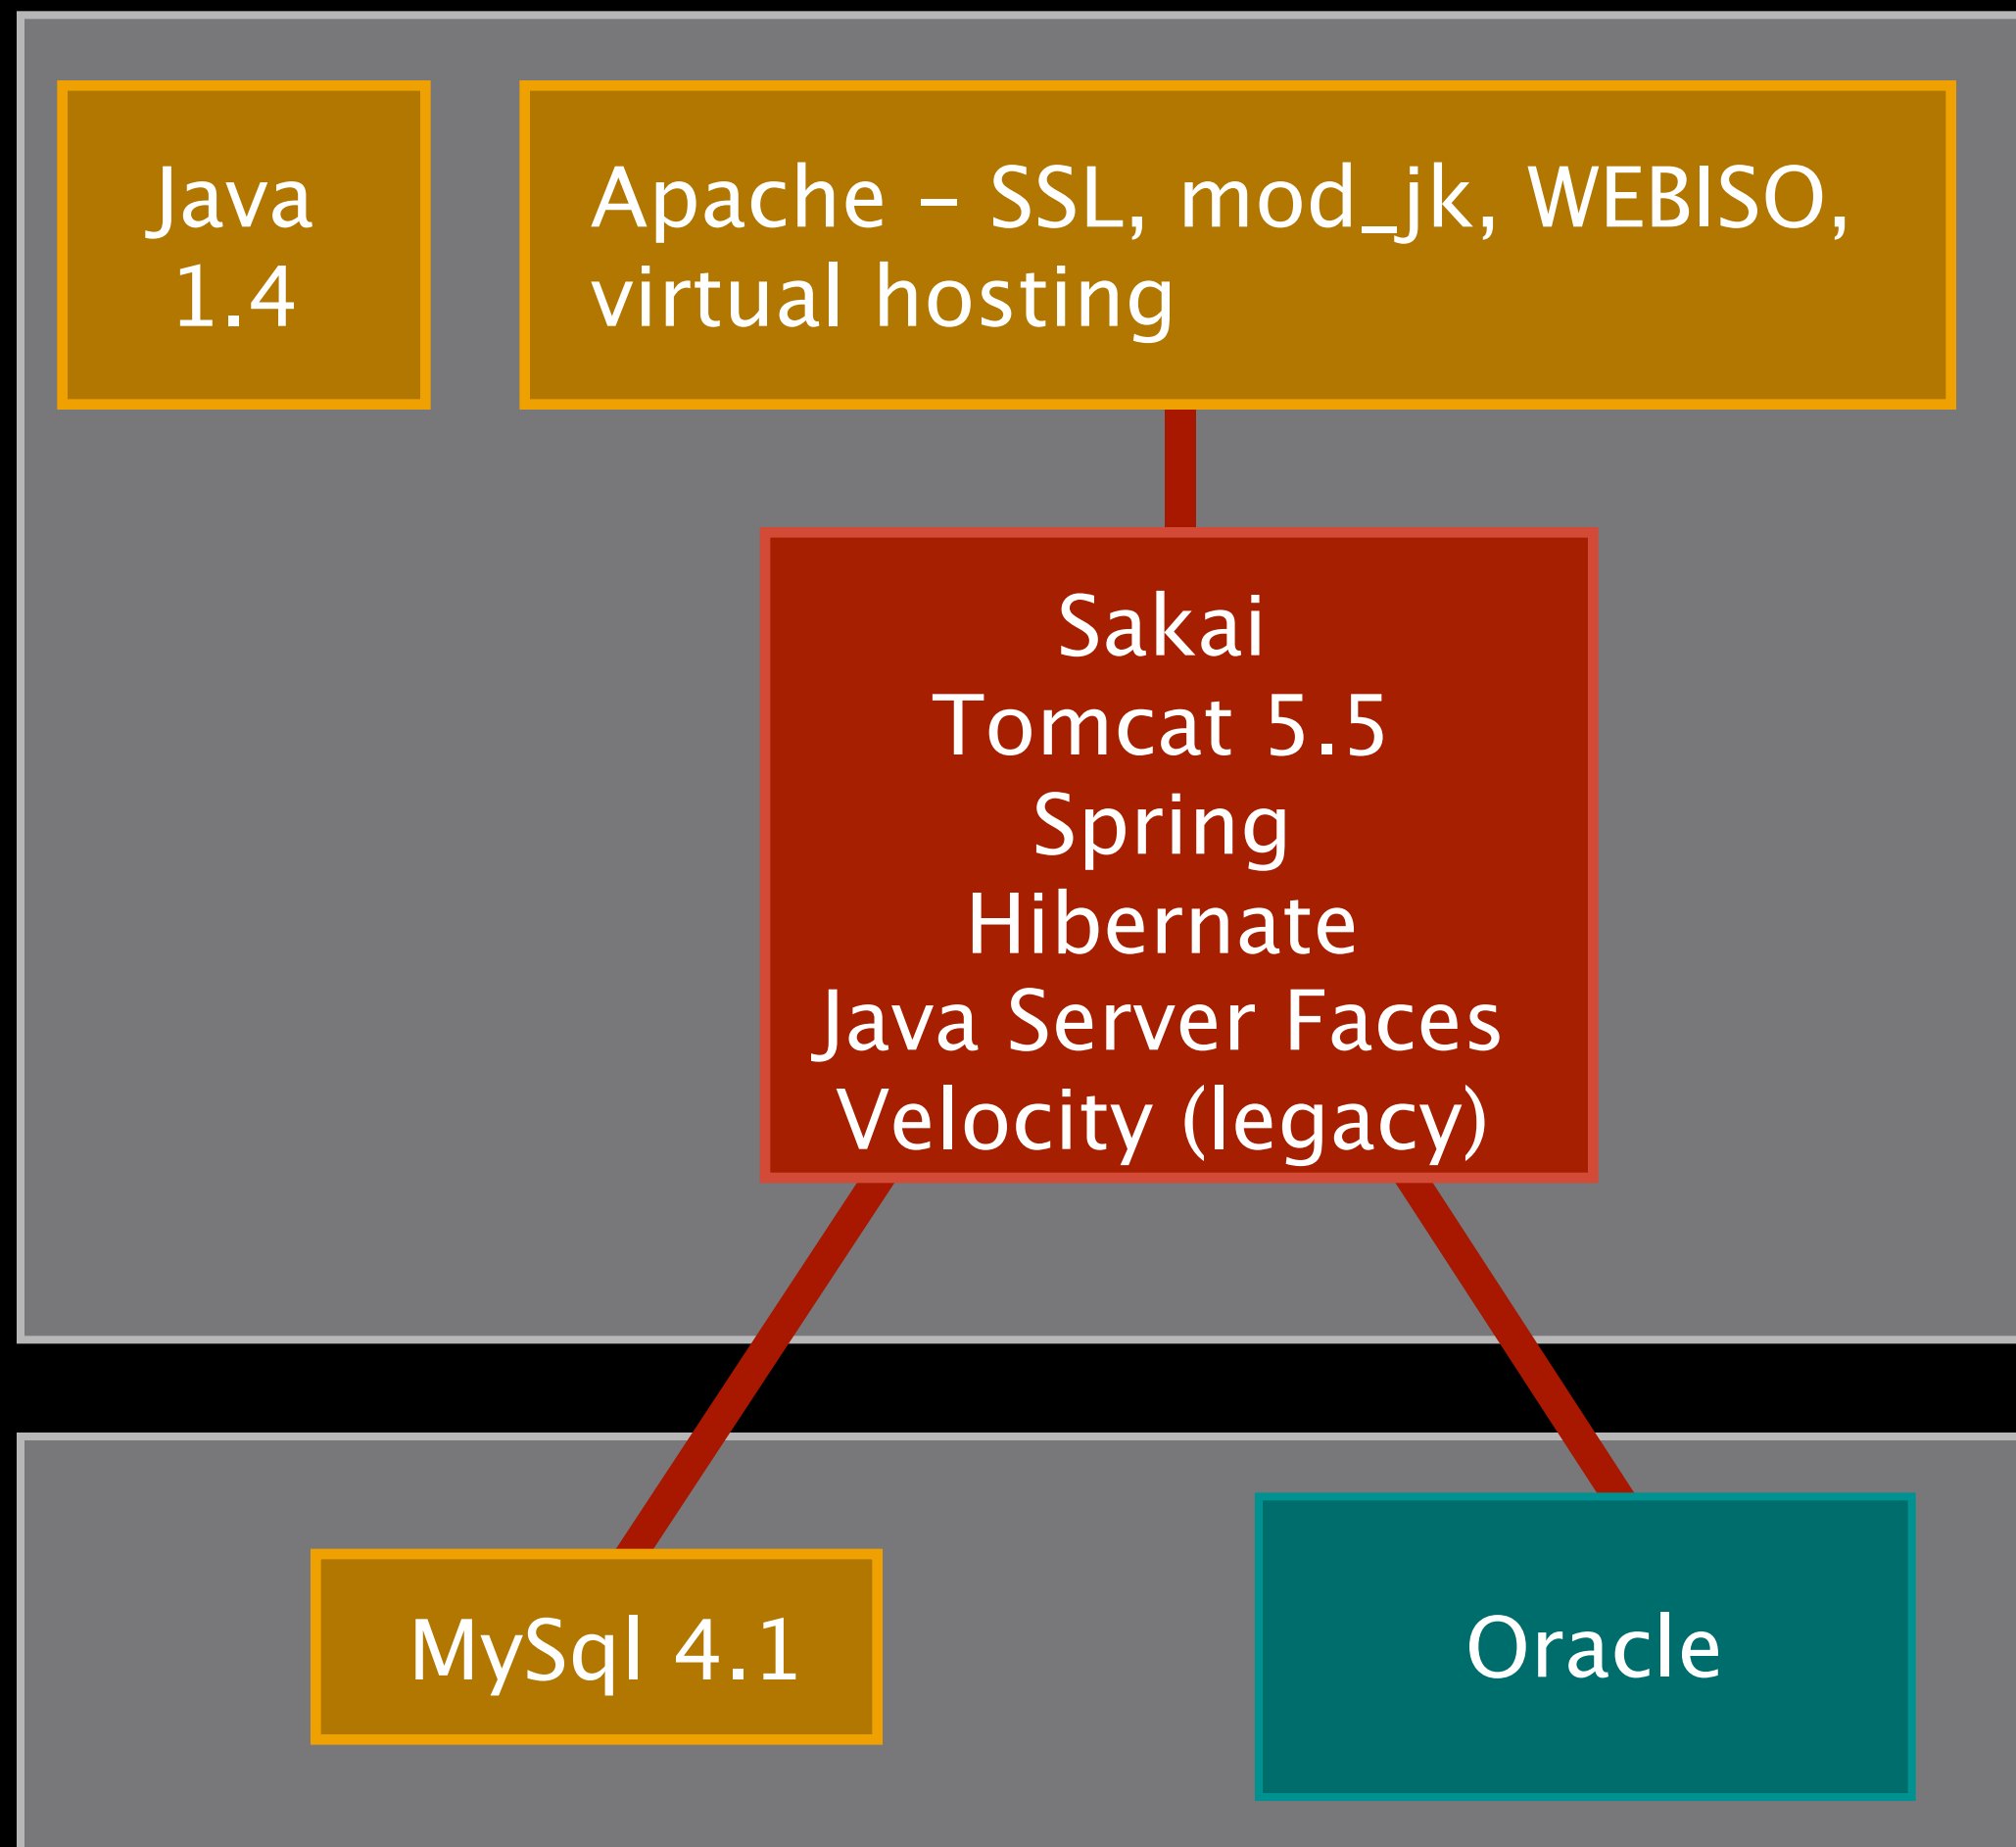 Java
1.4
Apache – SSL, mod_jk, WEBISO,
virtual hosting
Sakai
Tomcat 5.5
Spring
Hibernate
Java Server Faces
Velocity (legacy)
MySql 4.1
Oracle